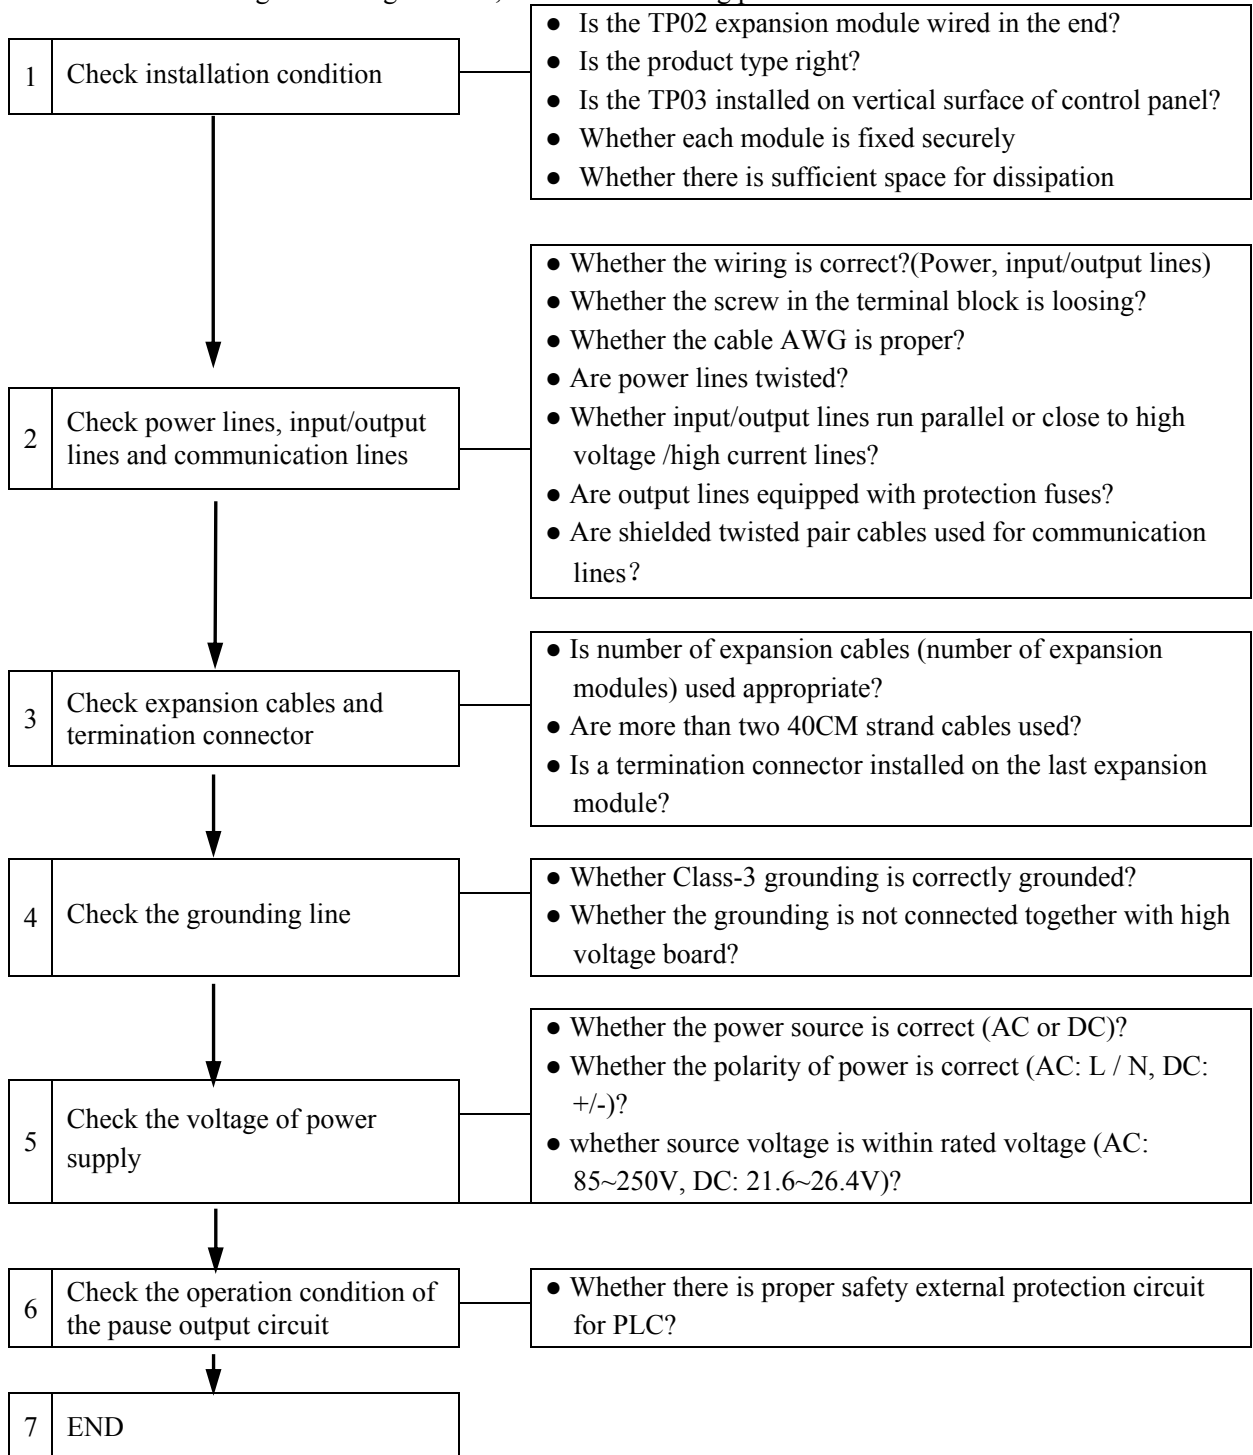 1 Check installation condition
● Is the TP02 expansion module wired in the end?
● Is the product type right?
● Is the TP03 installed on vertical surface of control panel?
● Whether each module is fixed securely
● Whether there is sufficient space for dissipation
2 Check power lines, input/output
lines and communication lines
● Whether the wiring is correct?(Power, input/output lines)
● Whether the screw in the terminal block is loosing?
● Whether the cable AWG is proper?
● Are power lines twisted?
● Whether input/output lines run parallel or close to high
voltage /high current lines?
● Are output lines equipped with protection fuses?
● Are shielded twisted pair cables used for communication
lines?
3 Check expansion cables and
termination connector
● Is number of expansion cables (number of expansion
modules) used appropriate?
● Are more than two 40CM strand cables used?
● Is a termination connector installed on the last expansion
module?
4 Check the grounding line
● Whether Class-3 grounding is correctly grounded?
● Whether the grounding is not connected together with high
voltage board?
5 Check the voltage of power
supply
● Whether the power source is correct (AC or DC)?
● Whether the polarity of power is correct (AC: L / N, DC:
+/-)?
● whether source voltage is within rated voltage (AC:
85~250V, DC: 21.6~26.4V)?
6 Check the operation condition of
the pause output circuit
● Whether there is proper safety external protection circuit
for PLC?
7 END